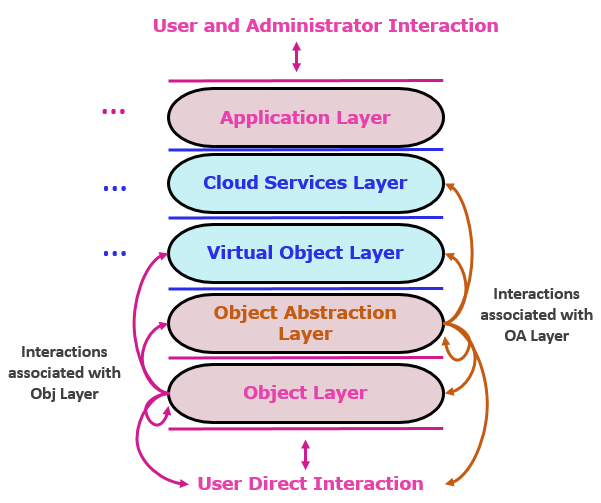 User and Administrator Interaction
...
Application Layer
...
Cloud Services Layer
...
Virtual Object Layer
Object Abstraction
Layer
Interactions
associated with
OA Layer
Interactions
associated with
Obj Layer
Object Layer
User Direct Interaction